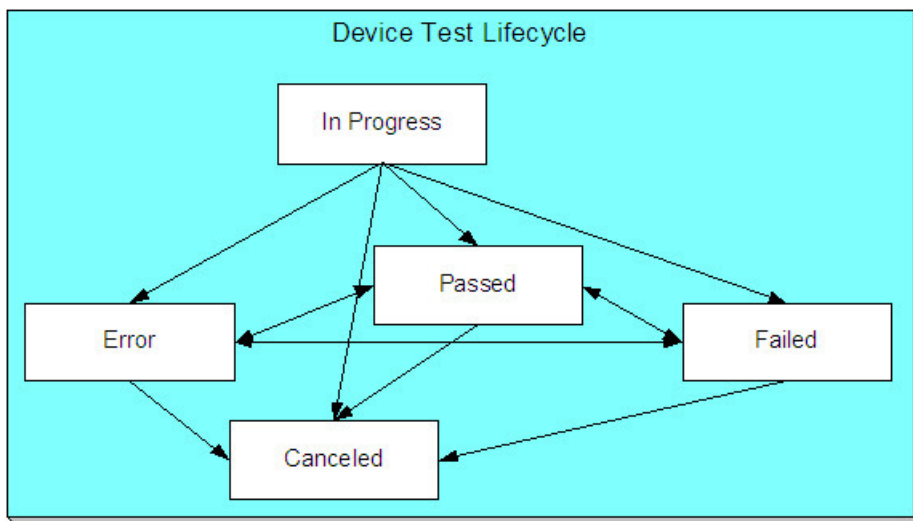 Device Test Lifecycle
In Progress
Passed
Error
Failed
Canceled